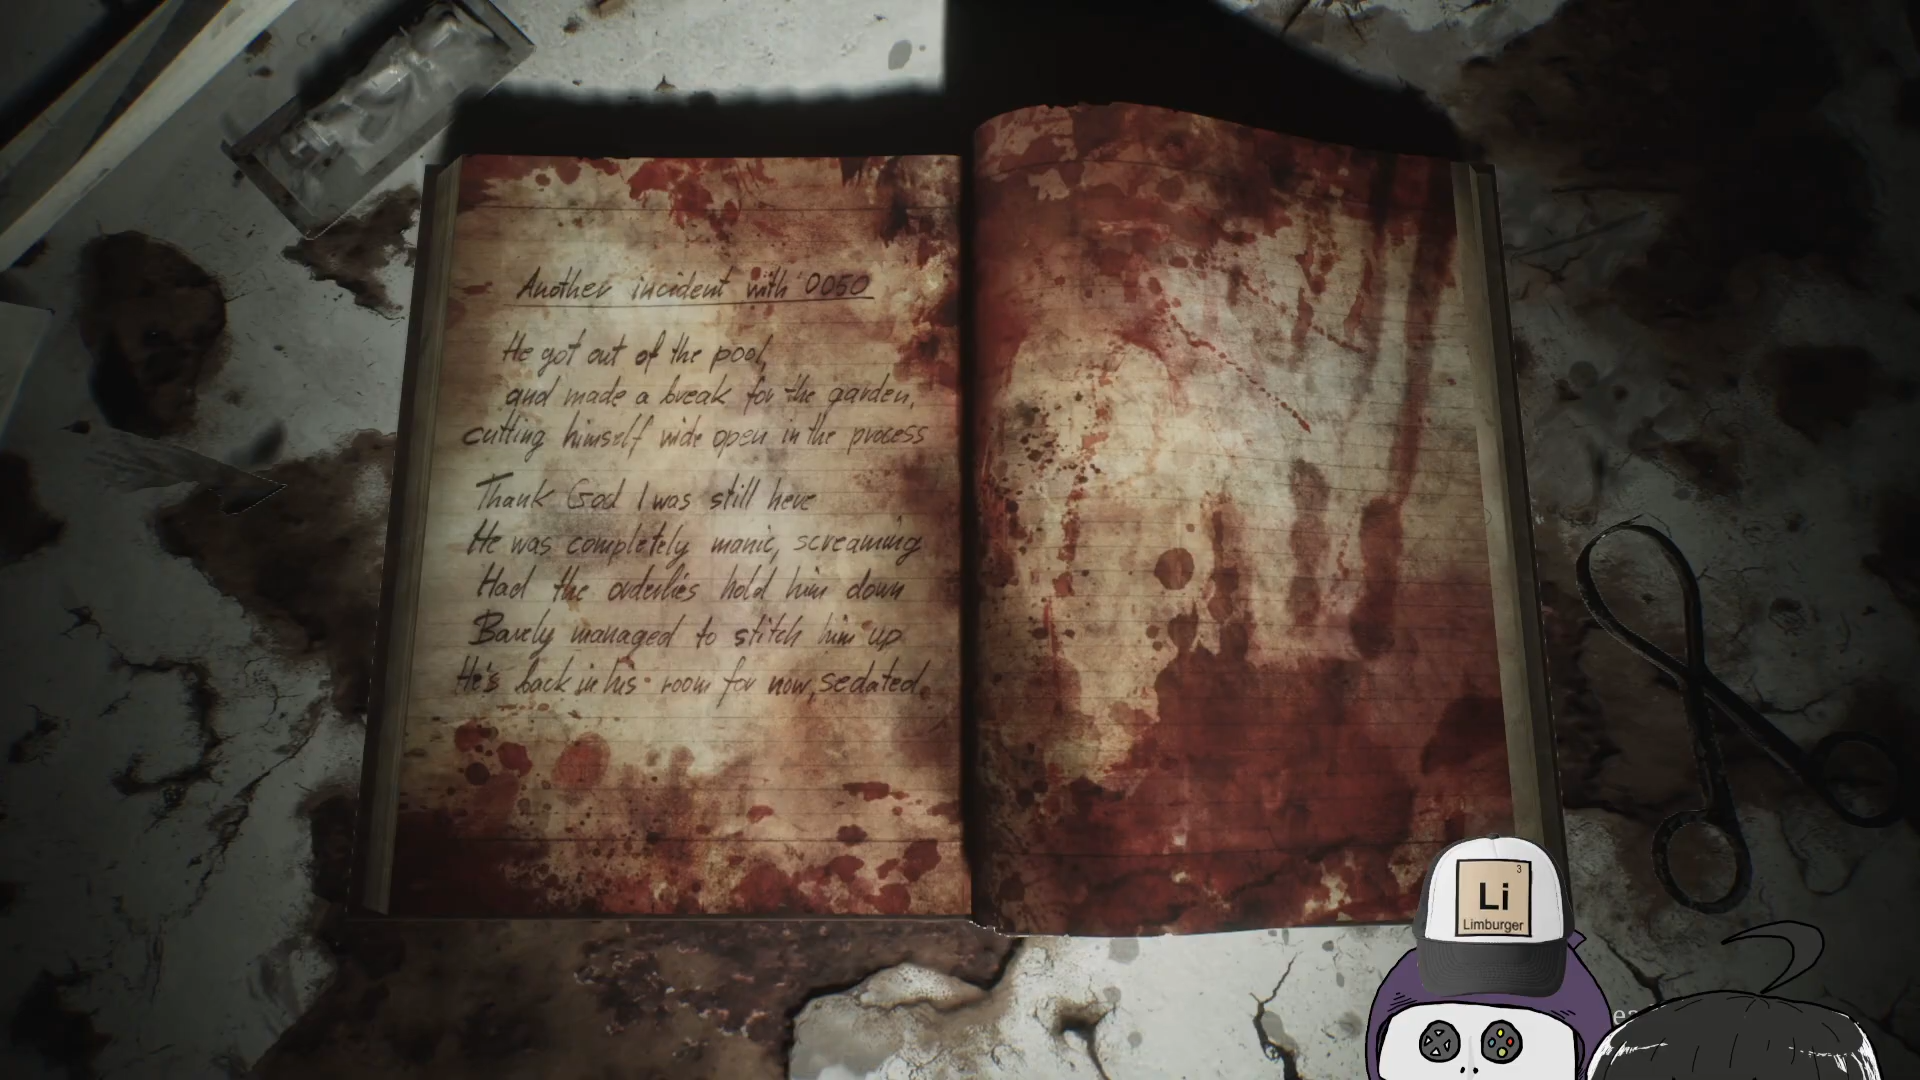 Another incident with '0050
He got out of the pool,
and made a break for the garden,
cutting himself wide open in the process
Thank God I was still here
He was completely manic, screaming
Had the orderlies hold him down
Barely managed to stitch him up
He's back in his room for now, sedated.
3
Li
Limburger